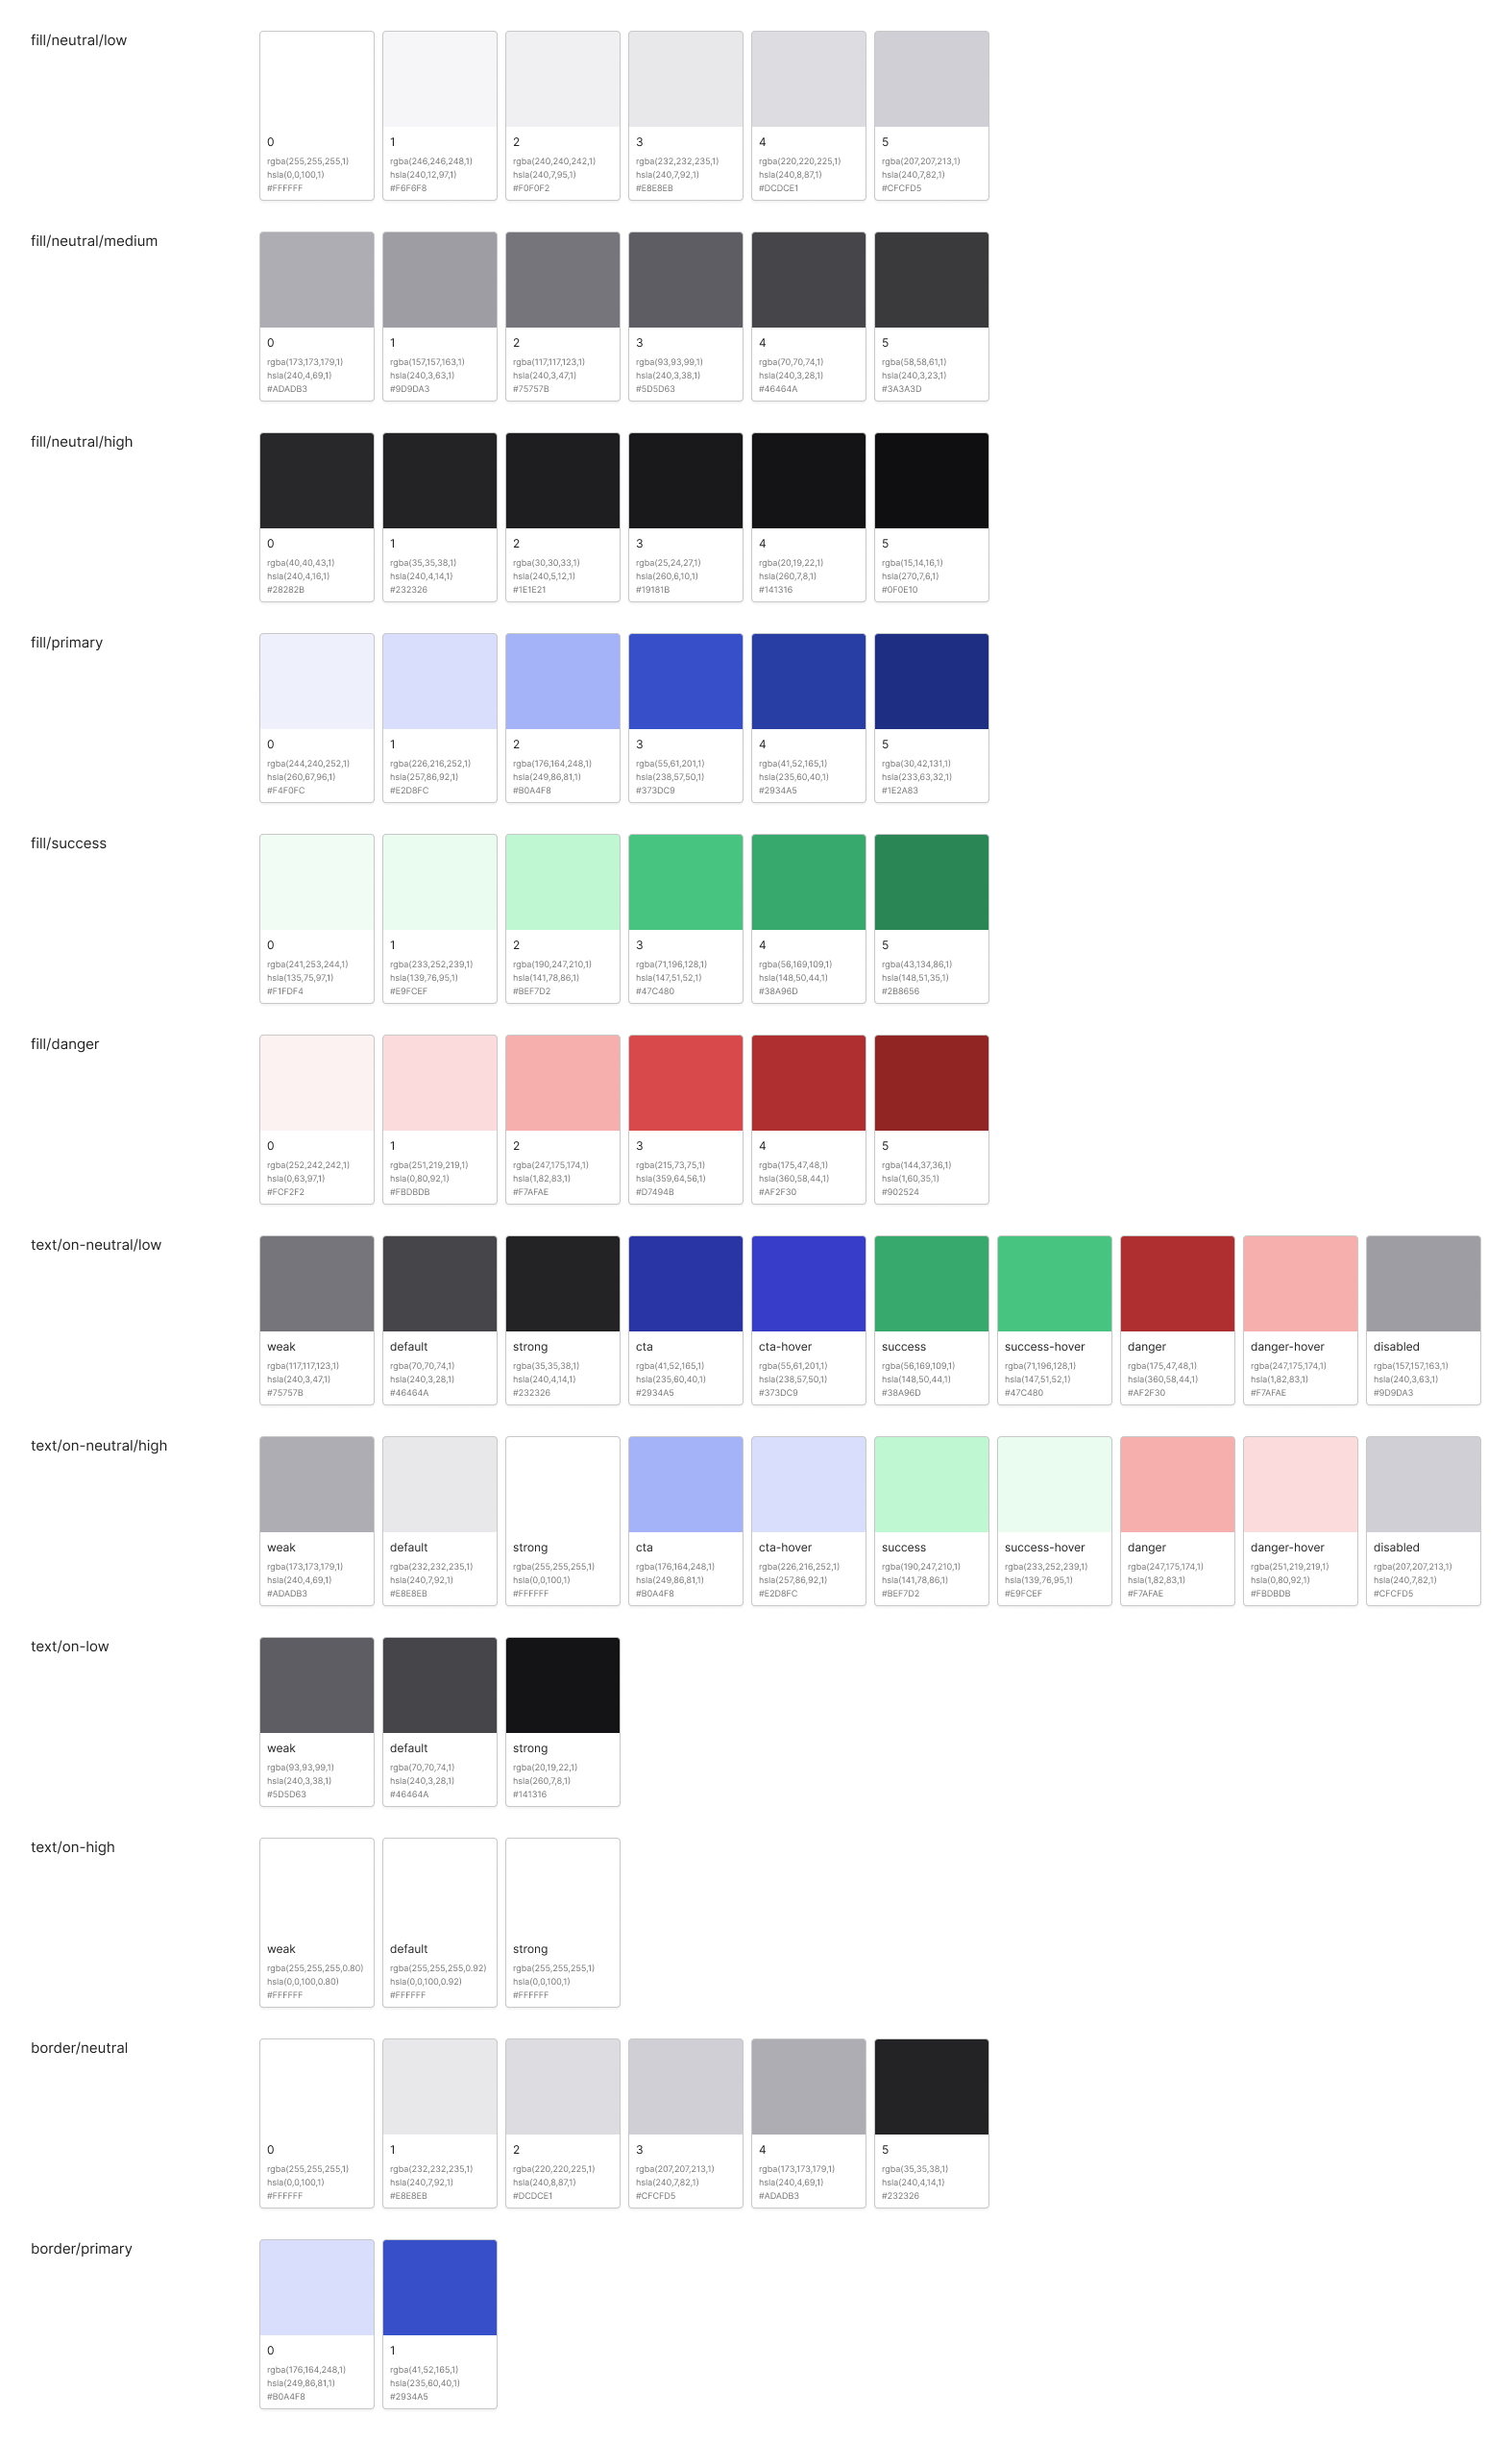 fill/neutral/low
0
rgba(255,255,255,1)
hsla(0,0,100,1)
#FFFFFF
1
rgba(246,246,248,1)
hsla(240,12,97,1)
#F6F6F8
2
rgba(240,240,242,1)
hsla(240,7,95,1)
#F0F0F2
3
rgba(232,232,235,1)
hsla(240,7,92,1)
#E8E8EB
4
rgba(220,220,225,1)
hsla(240,8,87,1)
#DCDCE1
5
rgba(207,207,213,1)
hsla(240,7,82,1)
#CFCFD5
fill/neutral/medium
0
rgba(173,173,179,1)
hsla(240,4,69,1)
#ADADB3
1
rgba(157,157,163,1)
hsla(240,3,63,1)
#9D9DA3
2
rgba(117,117,123,1)
hsla(240,3,47,1)
#75757B
3
rgba(93,93,99,1)
hsla(240,3,38,1)
#5D5D63
4
rgba(70,70,74,1)
hsla(240,3,28,1)
#46464A
5
rgba(58,58,61,1)
hsla(240,3,23,1)
#3A3A3D
fill/neutral/high
0
rgba(40,40,43,1)
hsla(240,4,16,1)
#28282B
1
rgba(35,35,38,1)
hsla(240,4,14,1)
#232326
2
rgba(30,30,33,1)
hsla(240,5,12,1)
#1E1E21
3
rgba(25,24,27,1)
hsla(260,6,10,1)
#19181B
4
rgba(20,19,22,1)
hsla(260,7,8,1)
#141316
5
rgba(15,14,16,1)
hsla(270,7,6,1)
#0F0E10
fill/primary
0
rgba(244,240,252,1)
hsla(260,67,96,1)
#F4F0FC
1
rgba(226,216,252,1)
hsla(257,86,92,1)
#E2D8FC
2
rgba(176,164,248,1)
hsla(249,86,81,1)
#B0A4F8
3
rgba(55,61,201,1)
hsla(238,57,50,1)
#373DC9
4
rgba(41,52,165,1)
hsla(235,60,40,1)
#2934A5
5
rgba(30,42,131,1)
hsla(233,63,32,1)
#1E2A83
fill/success
0
rgba(241,253,244,1)
hsla(135,75,97,1)
#F1FDF4
1
rgba(233,252,239,1)
hsla(139,76,95,1)
#E9FCEF
2
rgba(190,247,210,1)
hsla(141,78,86,1)
#BEF7D2
3
rgba(71,196,128,1)
hsla(147,51,52,1)
#47C480
4
rgba(56,169,109,1)
hsla(148,50,44,1)
#38A96D
5
rgba(43,134,86,1)
hsla(148,51,35,1)
#2B8656
fill/danger
0
rgba(252,242,242,1)
hsla(0,63,97,1)
#FCF2F2
1
rgba(251,219,219,1)
hsla(0,80,92,1)
#FBDBDB
2
rgba(247,175,174,1)
hsla(1,82,83,1)
#F7AFAE
3
rgba(215,73,75,1)
hsla(359,64,56,1)
#D7494B
4
rgba(175,47,48,1)
hsla(360,58,44,1)
#AF2F30
5
rgba(144,37,36,1)
hsla(1,60,35,1)
#902524
text/on-neutral/low
weak
rgba(117,117,123,1)
hsla(240,3,47,1)
#75757B
default
rgba(70,70,74,1)
hsla(240,3,28,1)
#46464A
strong
rgba(35,35,38,1)
hsla(240,4,14,1)
#232326
cta
rgba(41,52,165,1)
hsla(235,60,40,1)
#2934A5
cta-hover
rgba(55,61,201,1)
hsla(238,57,50,1)
#373DC9
success
rgba(56,169,109,1)
hsla(148,50,44,1)
#38A96D
success-hover
rgba(71,196,128,1)
hsla(147,51,52,1)
#47C480
danger
rgba(175,47,48,1)
hsla(360,58,44,1)
#AF2F30
danger-hover
rgba(247,175,174,1)
hsla(1,82,83,1)
#F7AFAE
disabled
rgba(157,157,163,1)
hsla(240,3,63,1)
#9D9DA3
text/on-neutral/high
weak
rgba(173,173,179,1)
hsla(240,4,69,1)
#ADADB3
default
rgba(232,232,235,1)
hsla(240,7,92,1)
#E8E8EB
strong
rgba(255,255,255,1)
hsla(0,0,100,1)
#FFFFFF
cta
rgba(176,164,248,1)
hsla(249,86,81,1)
#B0A4F8
cta-hover
rgba(226,216,252,1)
hsla(257,86,92,1)
#E2D8FC
success
rgba(190,247,210,1)
hsla(141,78,86,1)
#BEF7D2
success-hover
rgba(233,252,239,1)
hsla(139,76,95,1)
#E9FCEF
danger
rgba(247,175,174,1)
hsla(1,82,83,1)
#F7AFAE
danger-hover
rgba(251,219,219,1)
hsla(0,80,92,1)
#FBDBDB
disabled
rgba(207,207,213,1)
hsla(240,7,82,1)
#CFCFD5
text/on-low
weak
rgba(93,93,99,1)
hsla(240,3,38,1)
#5D5D63
default
rgba(70,70,74,1)
hsla(240,3,28,1)
#46464A
strong
rgba(20,19,22,1)
hsla(260,7,8,1)
#141316
text/on-high
weak
rgba(255,255,255,0.80)
hsla(0,0,100,0.80)
#FFFFFF
default
rgba(255,255,255,0.92)
hsla(0,0,100,0.92)
#FFFFFF
strong
rgba(255,255,255,1)
hsla(0,0,100,1)
#FFFFFF
border/neutral
0
rgba(255,255,255,1)
hsla(0,0,100,1)
#FFFFFF
1
rgba(232,232,235,1)
hsla(240,7,92,1)
#E8E8EB
2
rgba(220,220,225,1)
hsla(240,8,87,1)
#DCDCE1
3
rgba(207,207,213,1)
hsla(240,7,82,1)
#CFCFD5
4
rgba(173,173,179,1)
hsla(240,4,69,1)
#ADADB3
5
rgba(35,35,38,1)
hsla(240,4,14,1)
#232326
border/primary
0
rgba(176,164,248,1)
hsla(249,86,81,1)
#B0A4F8
1
rgba(41,52,165,1)
hsla(235,60,40,1)
#2934A5